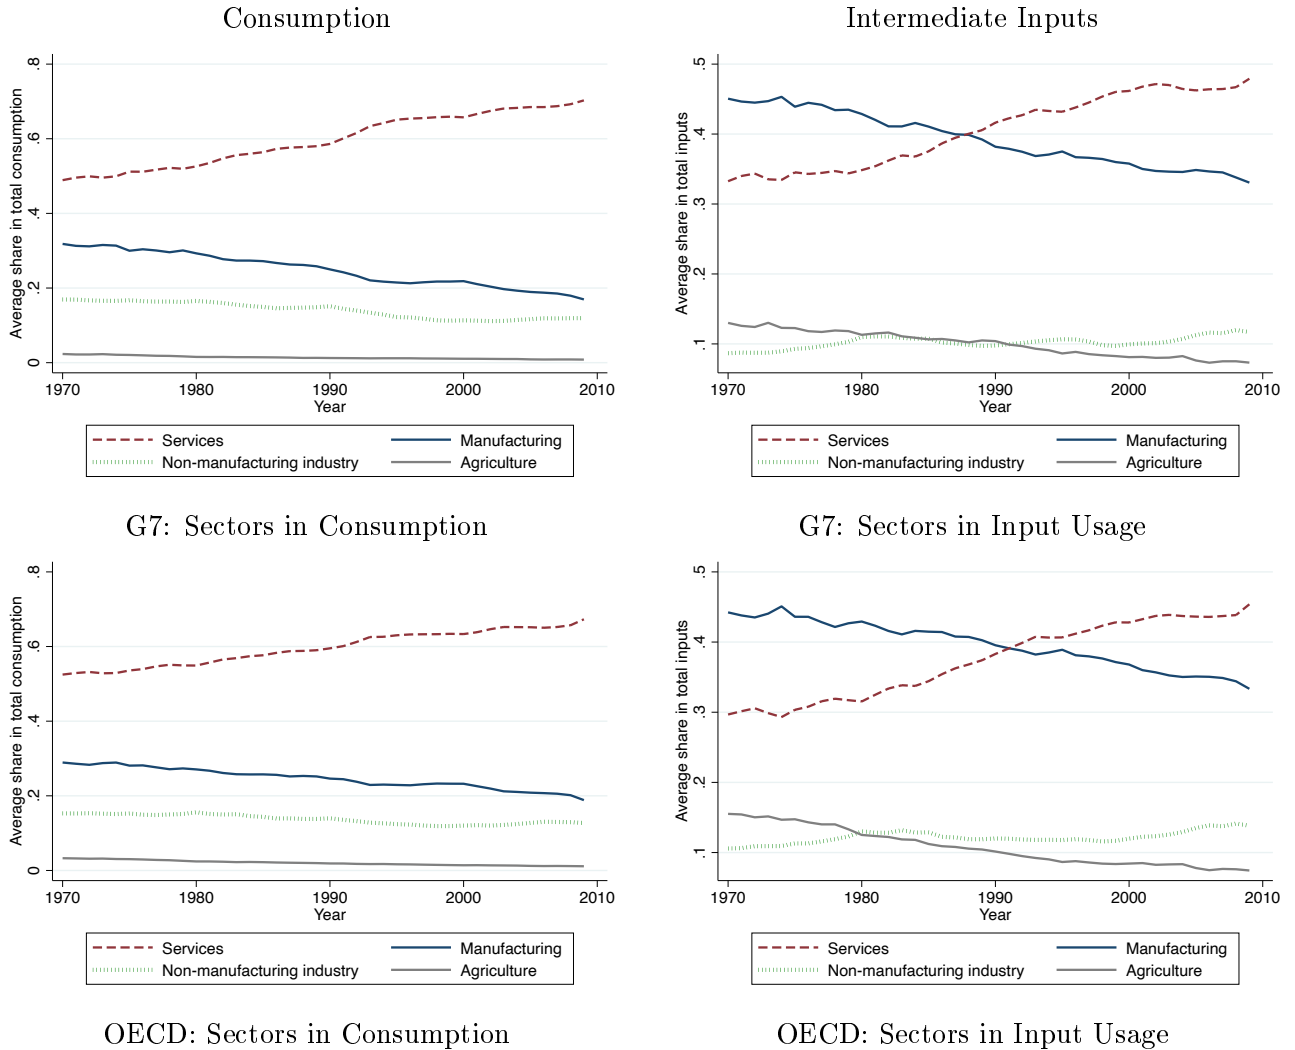 Consumption
Intermediate Inputs
Average share in total consumption
.8
.6
.4
.2
0
1970 1980 1990 2000 2010
Year
Services Manufacturing
Non-manufacturing industry Agriculture
Average share in total inputs
.5
.4
.3
.2
.1
1970 1980 1990 2000 2010
Year
Services Manufacturing
Non-manufacturing industry Agriculture
G7: Sectors in Consumption
G7: Sectors in Input Usage
Average share in total consumption
.8
.6
.4
.2
0
1970 1980 1990 2000 2010
Year
Services Manufacturing
Non-manufacturing industry Agriculture
Average share in total inputs
.5
.4
.3
.2
.1
1970 1980 1990 2000 2010
Year
Services Manufacturing
Non-manufacturing industry Agriculture
OECD: Sectors in Consumption
OECD: Sectors in Input Usage